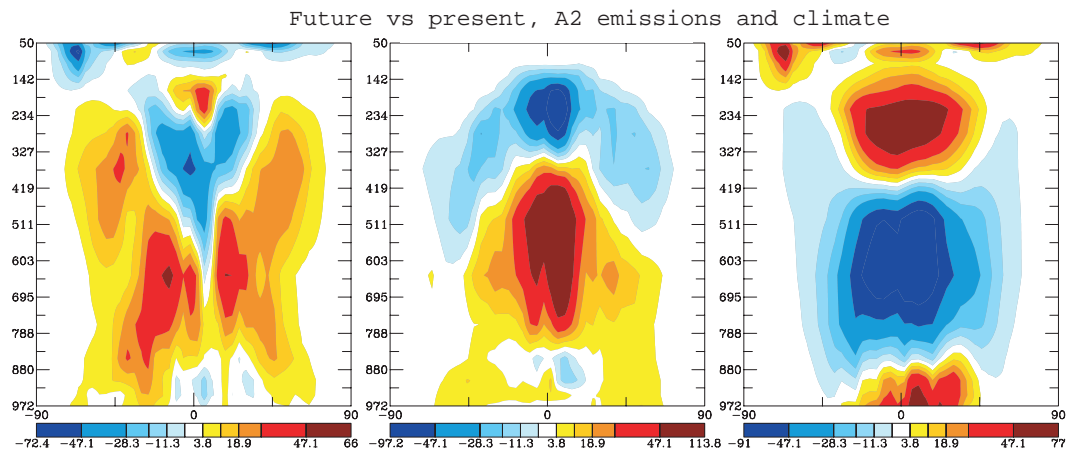 Future vs present, A2 emissions and climate
50 50 50
142 142 142
234 234 234
327 327 327
419 419 419
511 511 511
603 603 603
695 695 695
788 788 788
880 880 880
972 972 972
−90 0 90 −90 0 90 −90 0 90
−72.4 −47.1 −28.3 −11.3 3.8 18.9 47.1 66 −97.2 −47.1 −28.3 −11.3 3.8 18.9 47.1 113.8 −91 −47.1 −28.3 −11.3 3.8 18.9 47.1 77